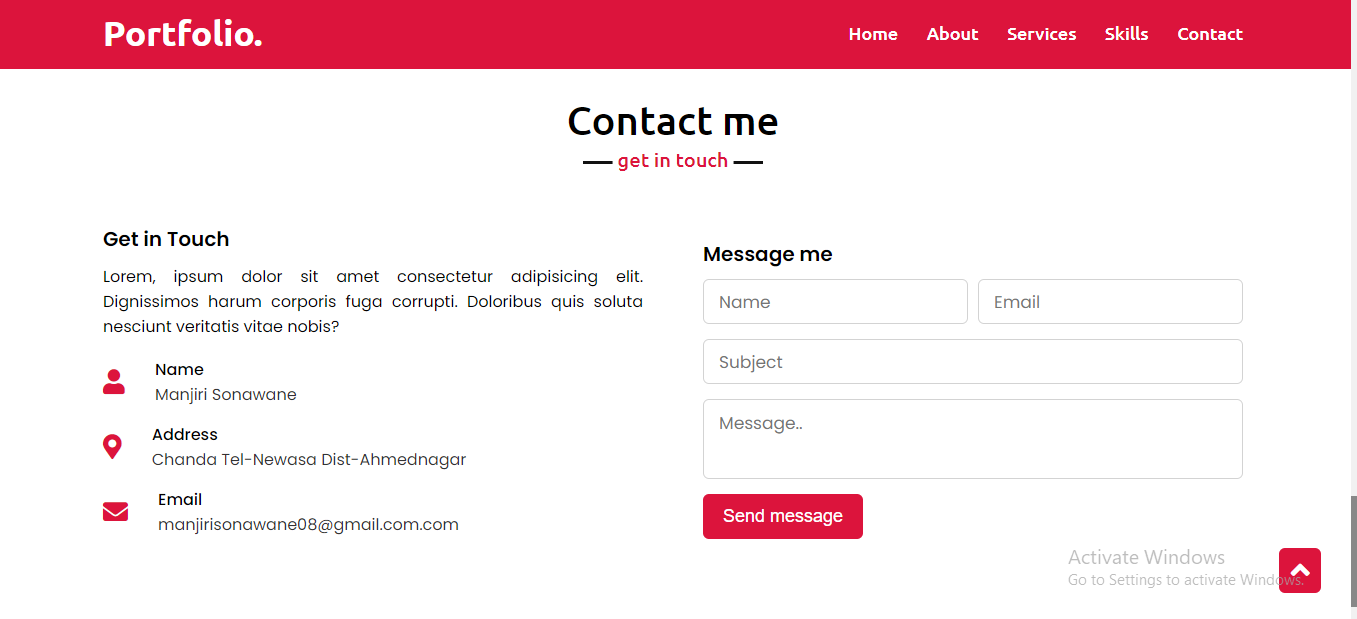 Portfolio.
Home About Services Skills Contact
Contact me
get in touch
Get in Touch
Lorem, ipsum dolor sit amet consectetur adipisicing elit.
Dignissimos harum corporis fuga corrupti. Doloribus quis soluta
nesciunt veritatis vitae nobis?
Name
Manjiri Sonawane
Address
Chanda Tel-Newasa Dist-Ahmednagar
Email
manjirisonawane08@gmail.com.com
Message me
Name Email
Subject
Message..
Send message
Activate Windows
Go to Settings to activate Windows.